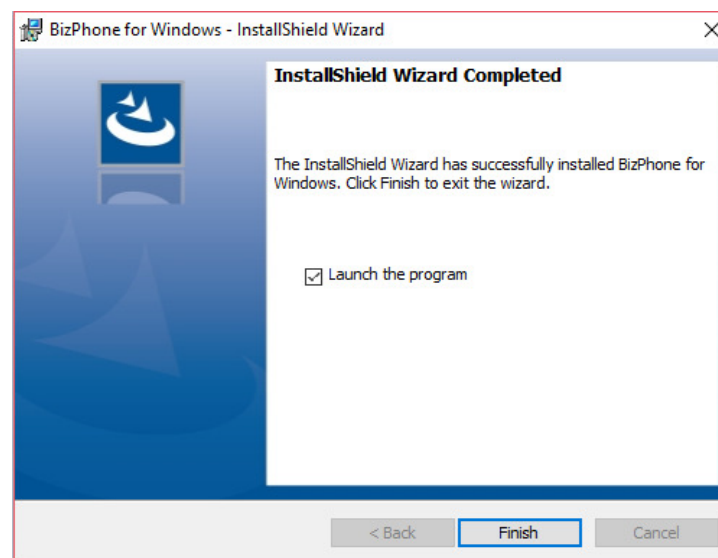 BizPhone for Windows - InstallShield Wizard
InstallShield Wizard Completed
The InstallShield Wizard has successfully installed BizPhone for
Windows. Click Finish to exit the wizard.
Launch the program
< Back Finish Cancel